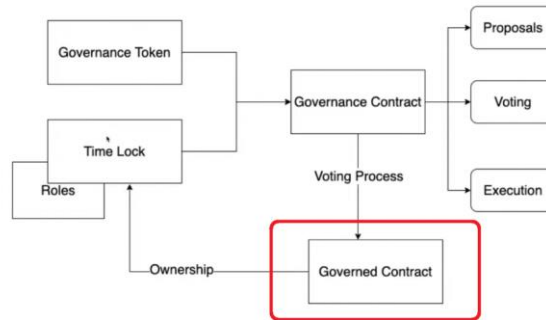 Proposals
Governance Token
Governance Contract
Voting
Time Lock
Roles
Voting Process
Execution
Ownership
Governed Contract